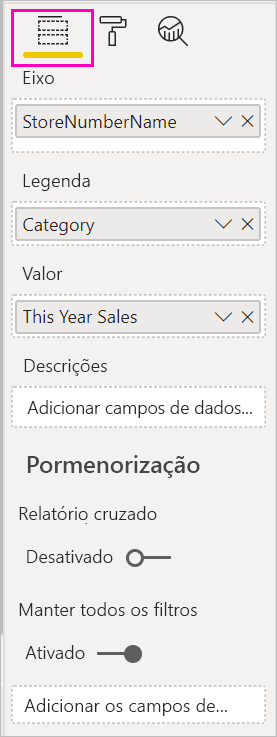 Eixo
StoreNumberName
Legenda
Category
Valor
This Year Sales
Descrições
Adicionar campos de dados...
Pormenorização
Relatório cruzado
Desativado
Manter todos os filtros
Ativado
Adicionar os campos de...